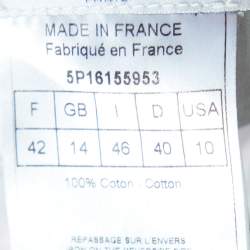 MADE IN FRANCE
Fabriqué en France
5P16155953
F GB I D USA
42 14 46 40 10
100% Coton - Cotton
REPASSAGE SUR L'ENVERS